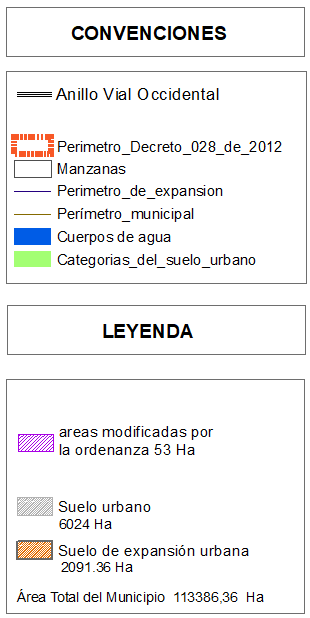 CONVENCIONES
Anillo Vial Occidental
Perimetro_Decreto_028_de_2012
Manzanas
Perimetro_de_expansion
Perímetro_municipal
Cuerpos de agua
Categorias_del_suelo_urbano
LEYENDA
areas modificadas por
la ordenanza 53 Ha
Suelo urbano
6024 Ha
Suelo de expansión urbana
2091.36 Ha
Área Total del Municipio 113386,36 Ha